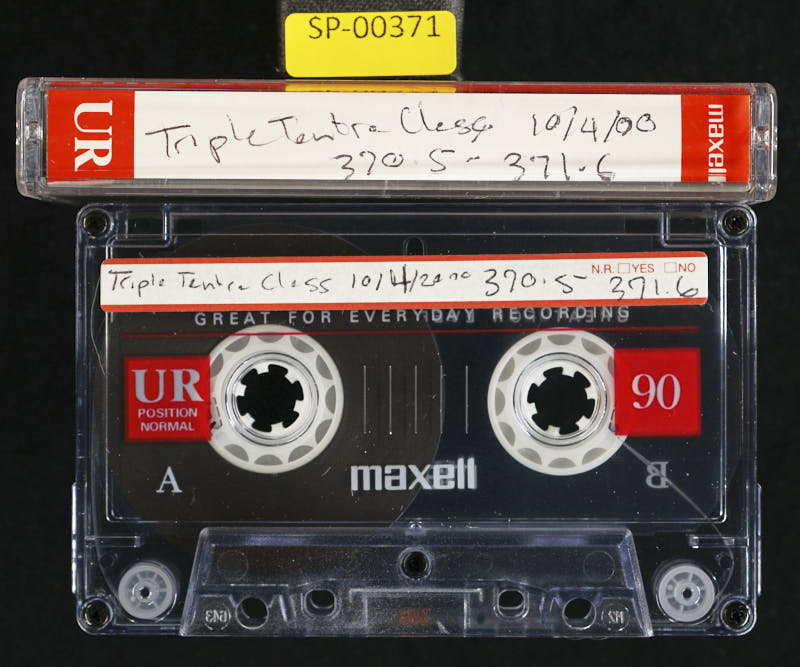 SP-00371
UR
Triple Tantra Class 10/4/00
370.5 - 371.6
maxell
N.R. YES NO
Triple Tantra Class 10/4/2000 370.5- 371.6
GREAT FOR EVERYDAY RECORDING
UR
POSITION
NORMAL
90
A
maxell
B